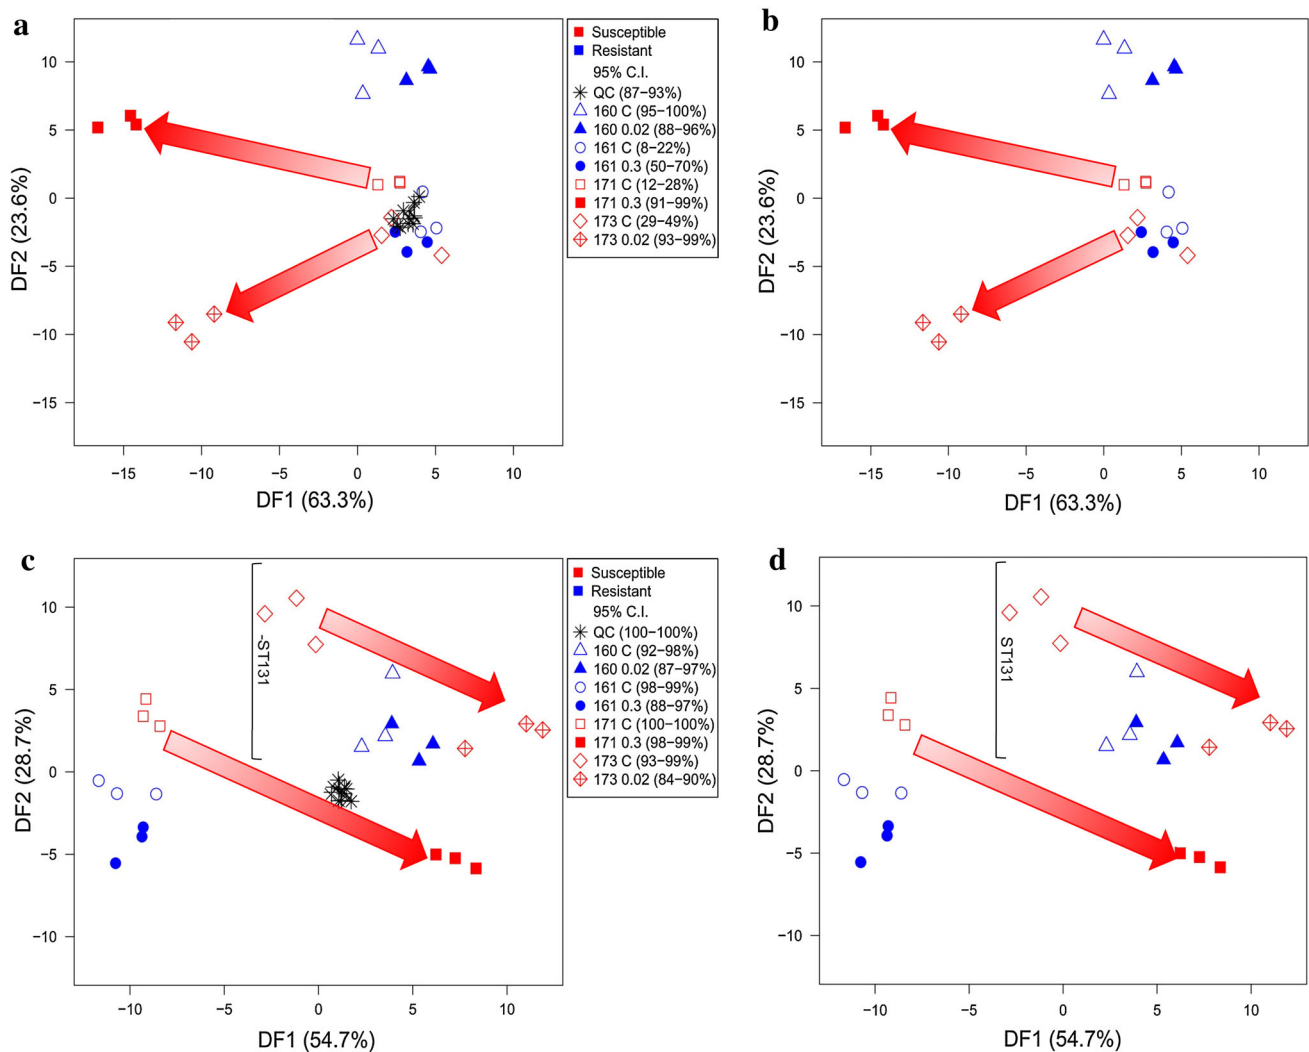 a
10
5
0
−5
−10
−15
DF2 (23.6%)
−15
−10
−5
0
5
10
DF1 (63.3%)
Susceptible
Resistant
95% C.I.
QC (87−93%)
160 C (95−100%)
160 0.02 (88−96%)
161 C (8−22%)
161 0.3 (50−70%)
171 C (12−28%)
171 0.3 (91−99%)
173 C (29−49%)
173 0.02 (93−99%)
b
10
5
0
−5
−10
−15
DF2 (23.6%)
−15
−10
−5
0
5
10
DF1 (63.3%)
c
10
5
0
−5
−10
DF2 (28.7%)
-ST131
−10
−5
0
5
10
DF1 (54.7%)
Susceptible
Resistant
95% C.I.
QC (100−100%)
160 C (92−98%)
160 0.02 (87−97%)
161 C (98−99%)
161 0.3 (88−97%)
171 C (100−100%)
171 0.3 (98−99%)
173 C (93−99%)
173 0.02 (84−90%)
d
10
5
0
−5
−10
DF2 (28.7%)
ST131
−10
−5
0
5
10
DF1 (54.7%)